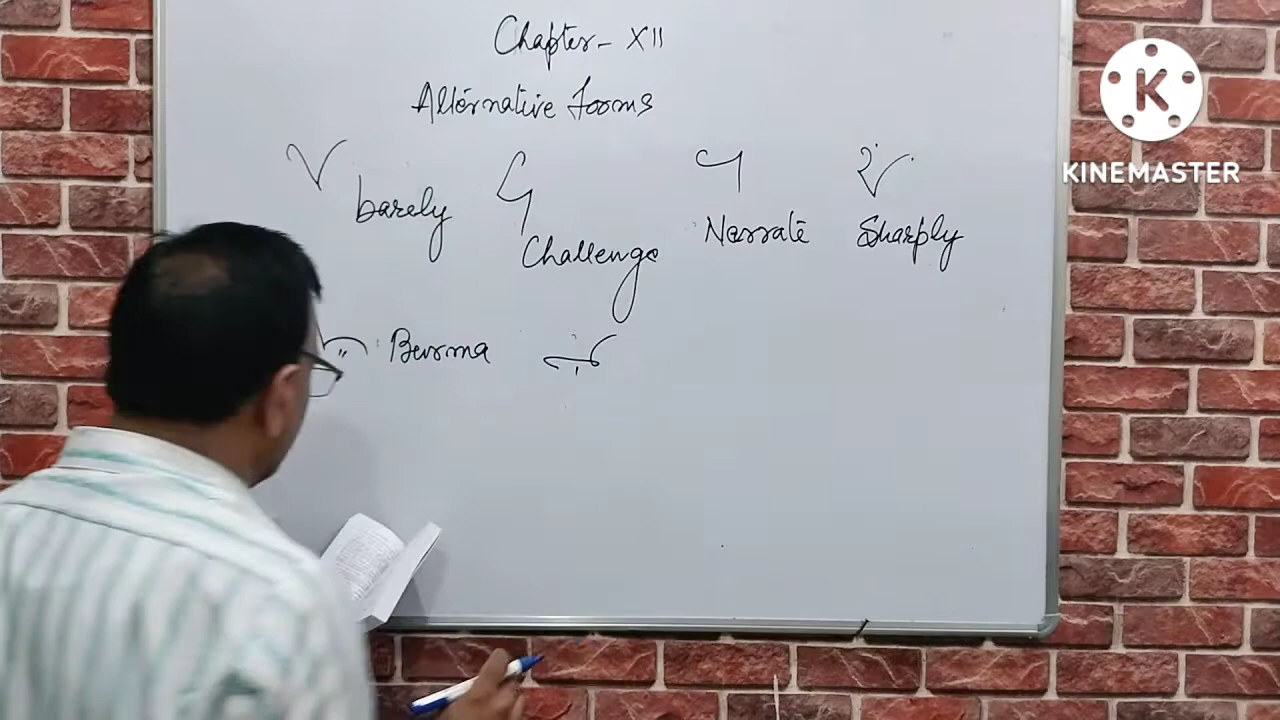 Chapter - XII
Alternative Forms
barely Challenge Narrate Sharply
Burma
K
KINEMASTER